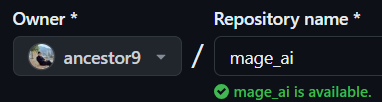 Owner * Repository name *
ancestor9 / mage_ai
mage_ai is available.